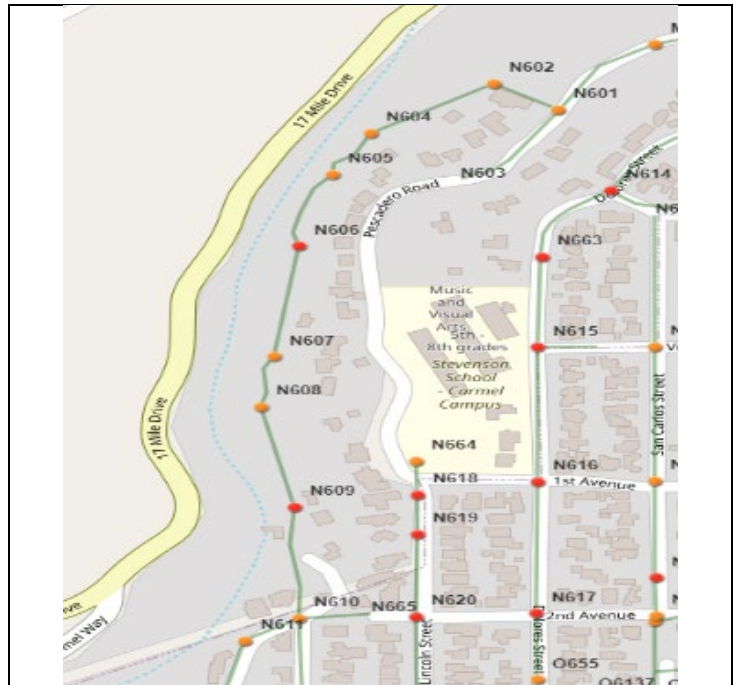 N602
17 Mile Drive
N601
N604
N605
N603
N614
Pescadero Road
N606
N663
Music
and
Visual
Arts
5th -
8th grades
N615
N607
Stevenson
School
- Carmel
Campus
N608
San Carlos Street
17 Mile Drive
N664
N618
N616
1st Avenue
N609
N619
N610
N665
N620
N617
2nd Avenue
N611
Lincoln Street
Dolores Street
O655
O6137